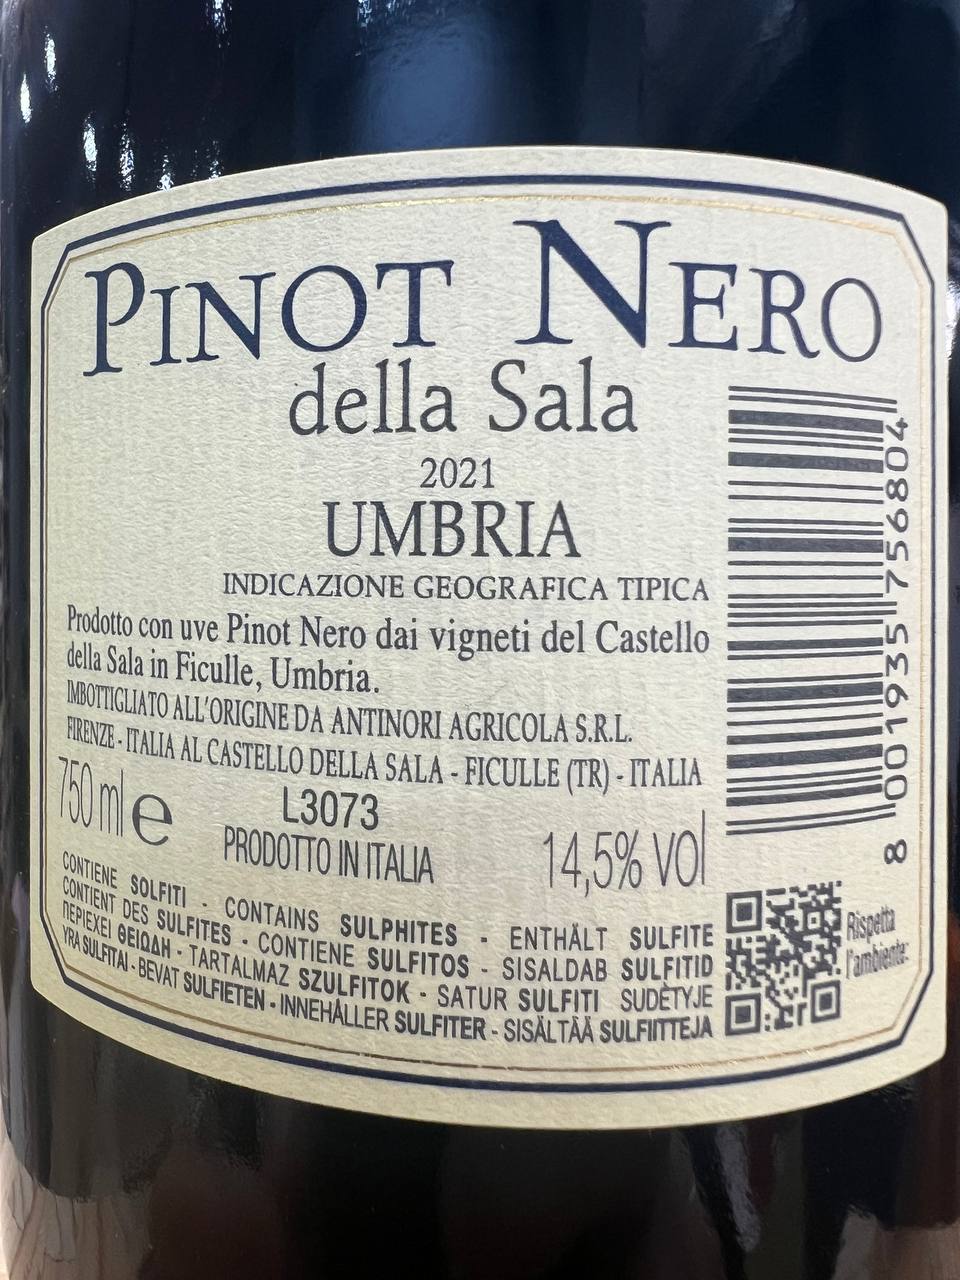 PINOT NERO
della Sala
2021
UMBRIA
INDICAZIONE GEOGRAFICA TIPICA
Prodotto con uve Pinot Nero dai vigneti del Castello
della Sala in Ficulle, Umbria.
IMBOTTIGLIATO ALL'ORIGINE DA ANTINORI AGRICOLA S.R.L.
FIRENZE - ITALIA AL CASTELLO DELLA SALA - FICULLE (TR) - ITALIA
750 ml e
L3073
PRODOTTO IN ITALIA
14,5% vol
CONTIENE SOLFITI - CONTAINS SULPHITES - ENTHÄLT SULFITE
CONTIENT DES SULFITES - CONTIENE SULFITOS - SISALDAB SULFITID
ΠΕΡΙΕΧΕΙ ΘΕΙΩΔΗ - TARTALMAZ SZULFITOK - SATUR SULFITI SUDĖTYJE
YRA SULFITAI - BEVAT SULFIETEN - INNEHÅLLER SULFITER - SISÄLTÄÄ SULFIITTEJA
8 001935 756804
Rispetta
l'ambiente.